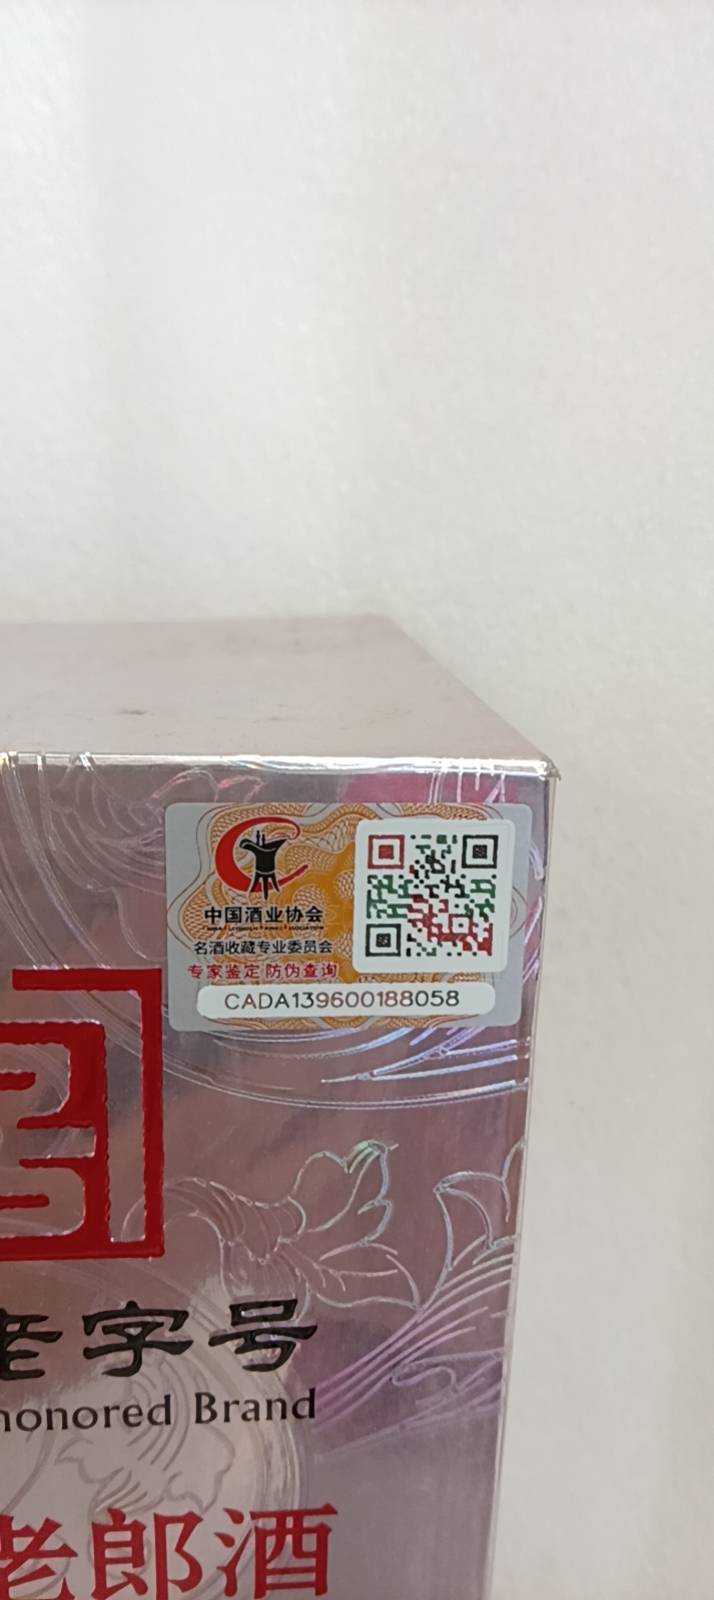 中国酒业协会
名酒收藏专业委员会
专家鉴定 防伪查询
CADA139600188058
老字号
honored Brand
老郎酒